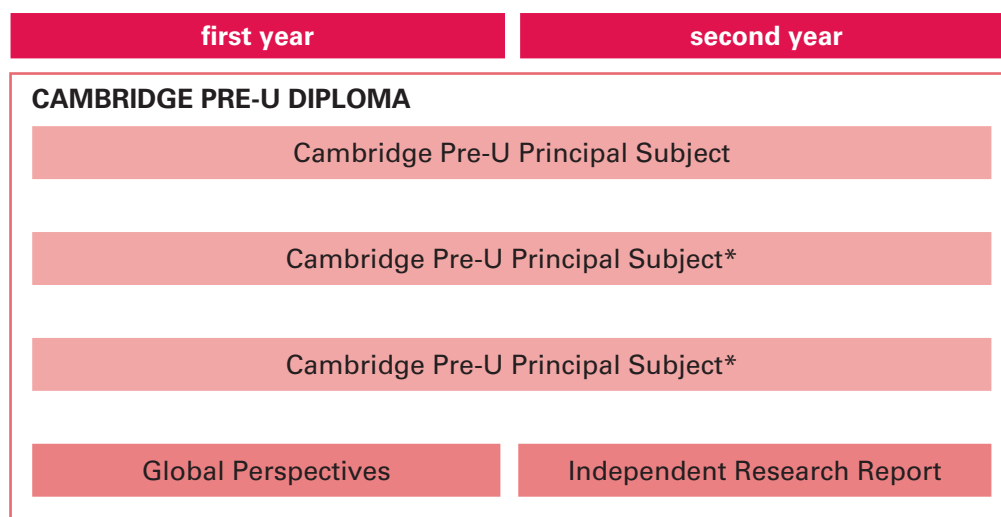 first year
second year
CAMBRIDGE PRE-U DIPLOMA
Cambridge Pre-U Principal Subject
Cambridge Pre-U Principal Subject*
Cambridge Pre-U Principal Subject*
Global Perspectives
Independent Research Report